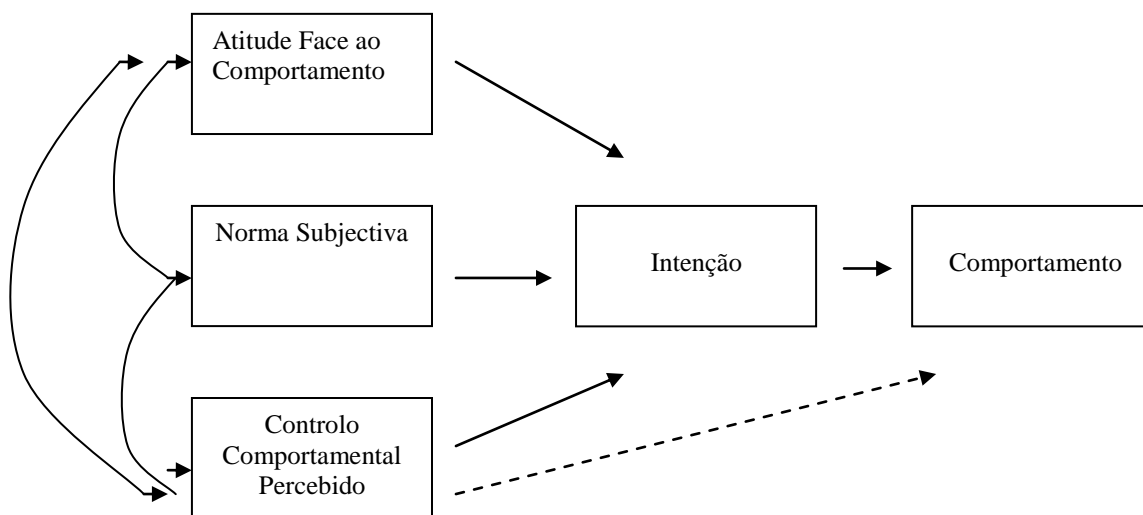 Atitude Face ao
Comportamento
Norma Subjectiva
Intenção
Comportamento
Controlo
Comportamental
Percebido